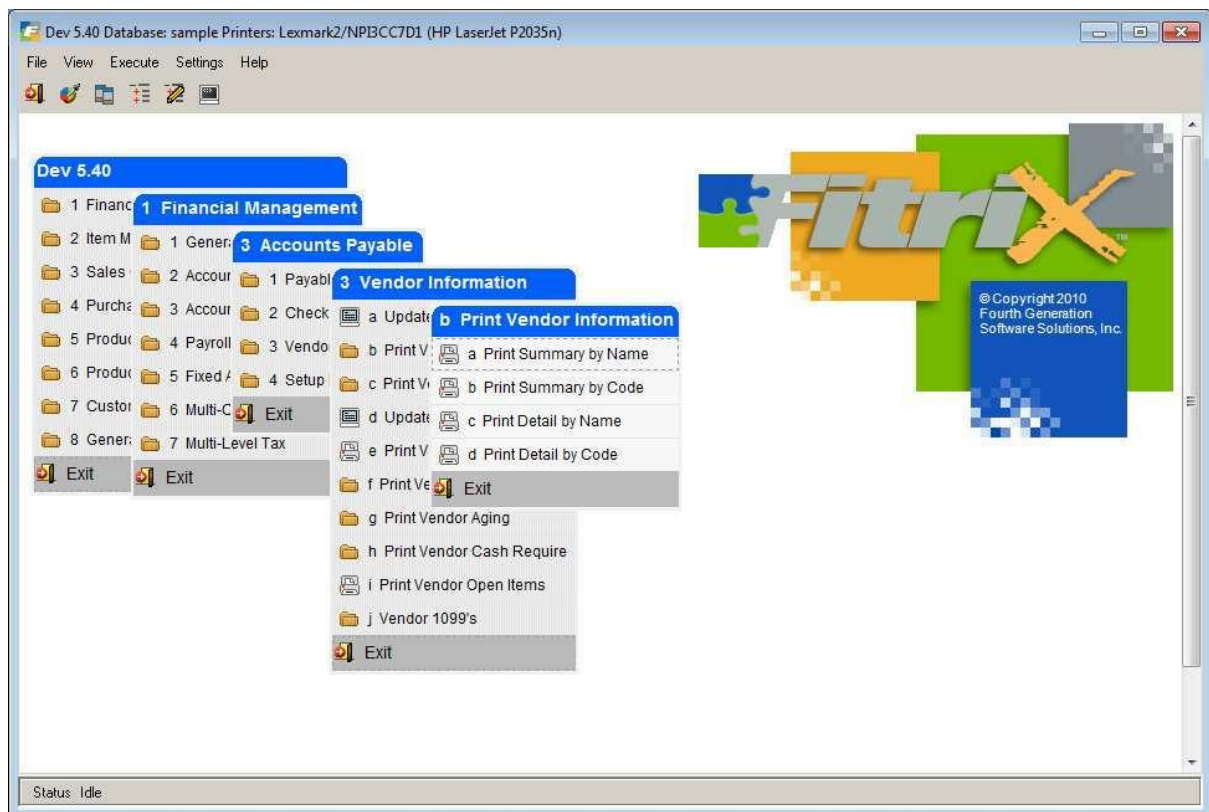 Dev 5.40 Database: sample Printers: Lexmark2/NPI3CC7D1 (HP LaserJet P2035n)
File View Execute Settings Help
Dev 5.40
1 Financ
2 Item M
3 Sales
4 Purcha
5 Produc
6 Produc
7 Custor
8 Genera
Exit
1 Financial Management
1 Genera
2 Accour
3 Accour
4 Payroll
5 Fixed A
6 Multi-C
7 Multi-Level Tax
Exit
3 Accounts Payable
1 Payabl
2 Check
3 Vendo
4 Setup
Exit
3 Vendor Information
a Update
b Print V
c Print Ve
d Update
e Print V
f Print Ve
g Print Vendor Aging
h Print Vendor Cash Require
i Print Vendor Open Items
j Vendor 1099's
Exit
b Print Vendor Information
a Print Summary by Name
b Print Summary by Code
c Print Detail by Name
d Print Detail by Code
Exit
FitriX™
©Copyright 2010
Fourth Generation
Software Solutions, Inc.
Status Idle